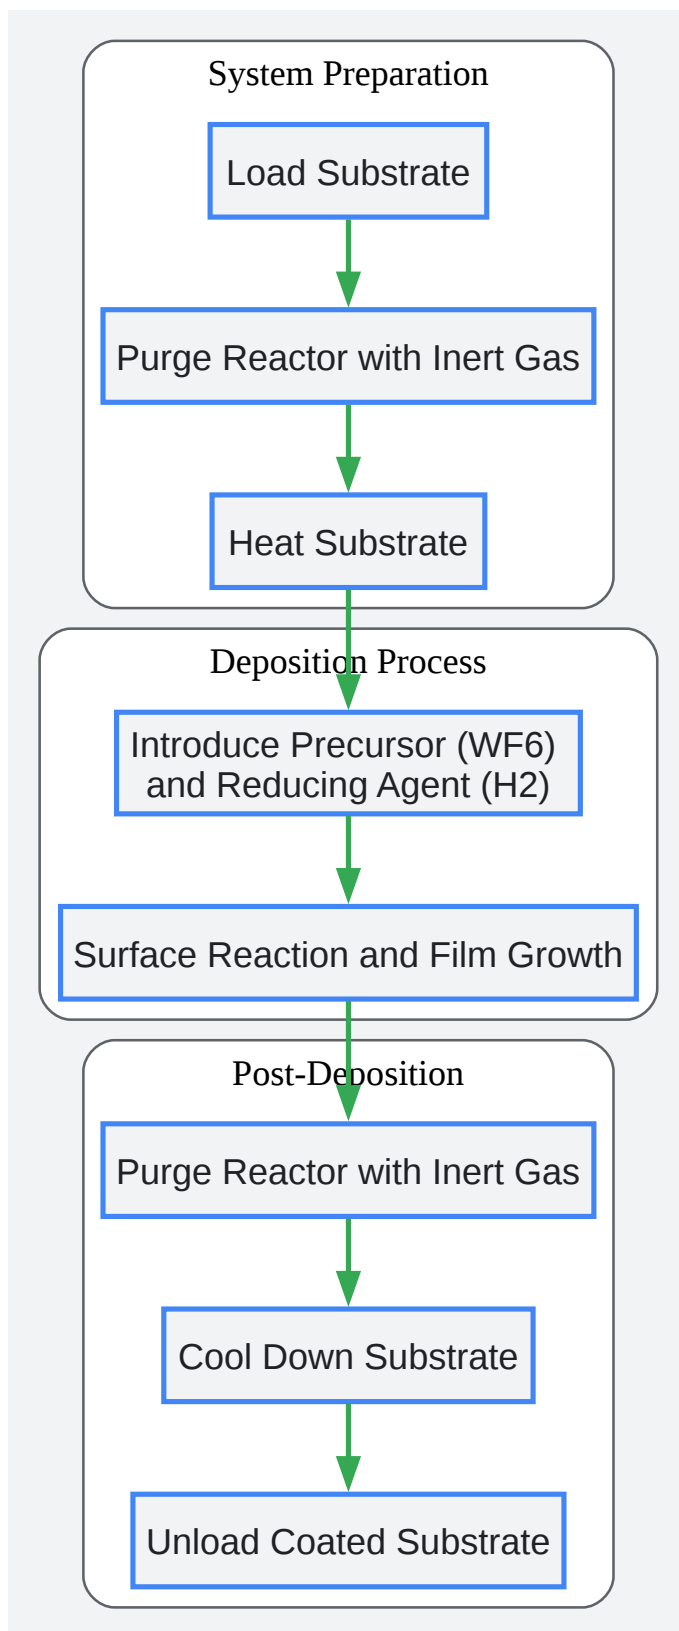 System Preparation
Load Substrate
Purge Reactor with Inert Gas
Heat Substrate
Deposition Process
Introduce Precursor (WF6)
and Reducing Agent (H2)
Surface Reaction and Film Growth
Post-Deposition
Purge Reactor with Inert Gas
Cool Down Substrate
Unload Coated Substrate